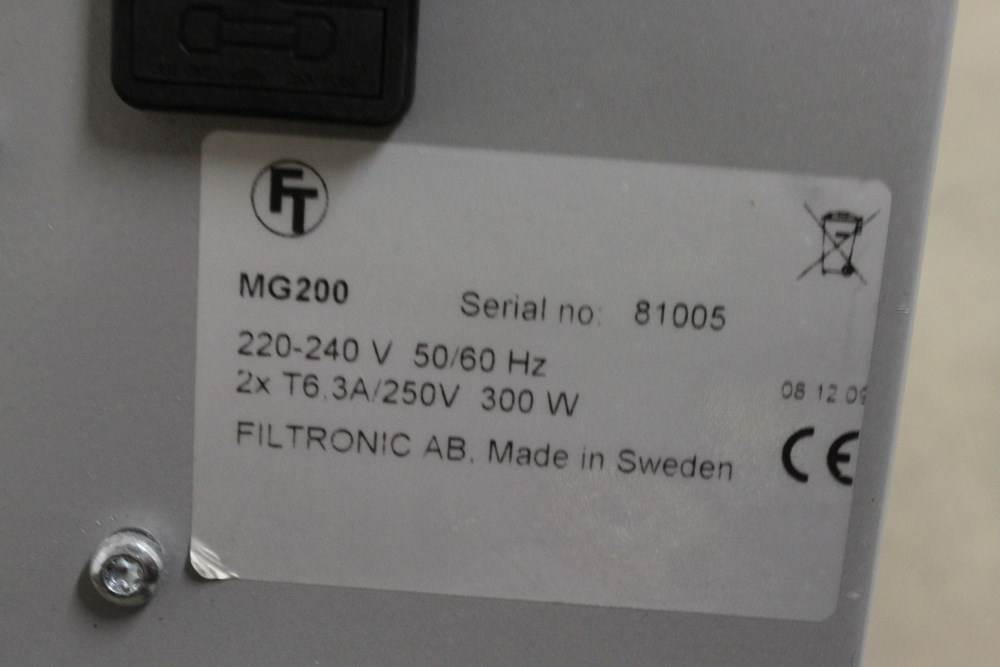 FT
MG200 Serial no: 81005
220-240 V 50/60 Hz
2x T6.3A/250V 300 W
08 12 09
FILTRONIC AB. Made in Sweden
CE